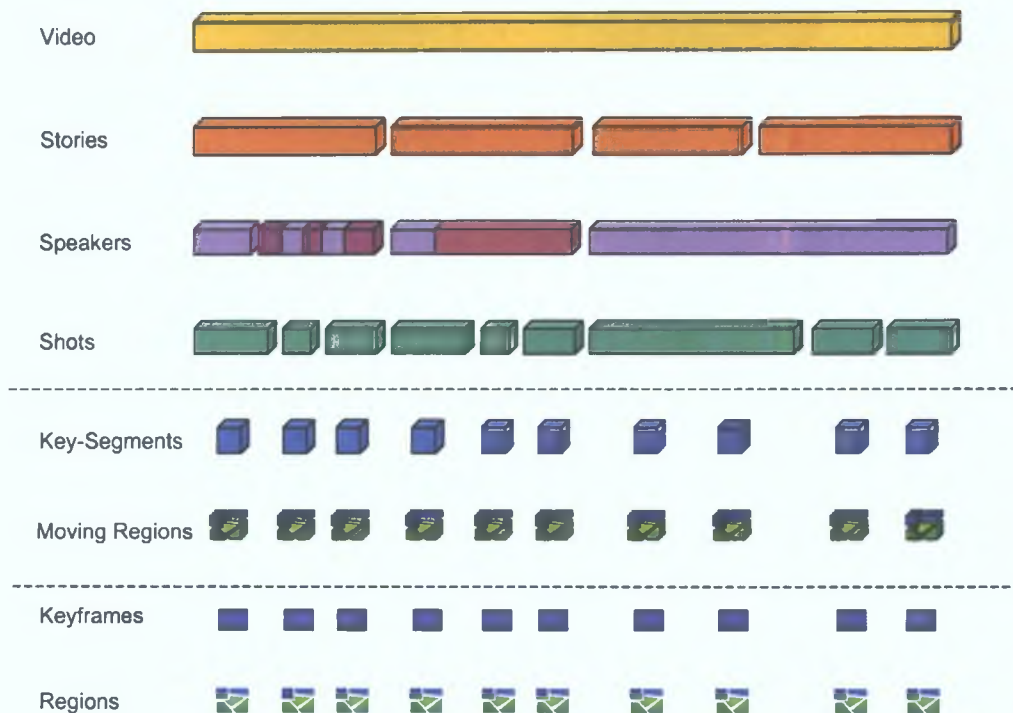 Video
Stories
Speakers
Shots
Key-Segments
Moving Regions
Keyframes
Regions